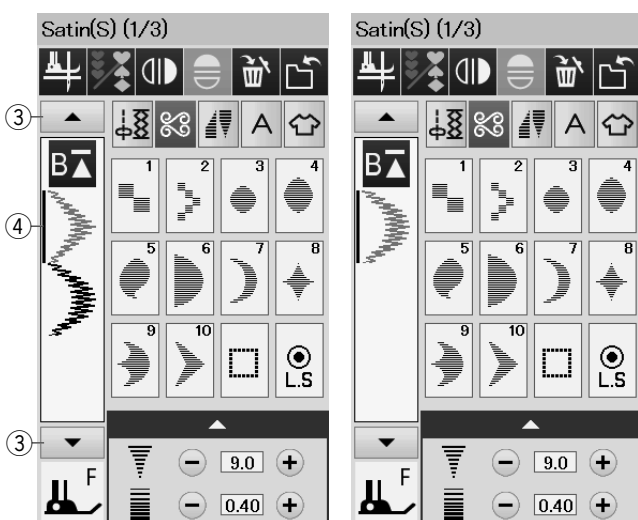 Satin(S) (1/3)
③
A
B
1 2 3 4
5 6 7 8
④
9 10
L.S
③
9.0
F
0.40
Satin(S) (1/3)
A
B
1 2 3 4
5 6 7 8
9 10
L.S
9.0
F
0.40